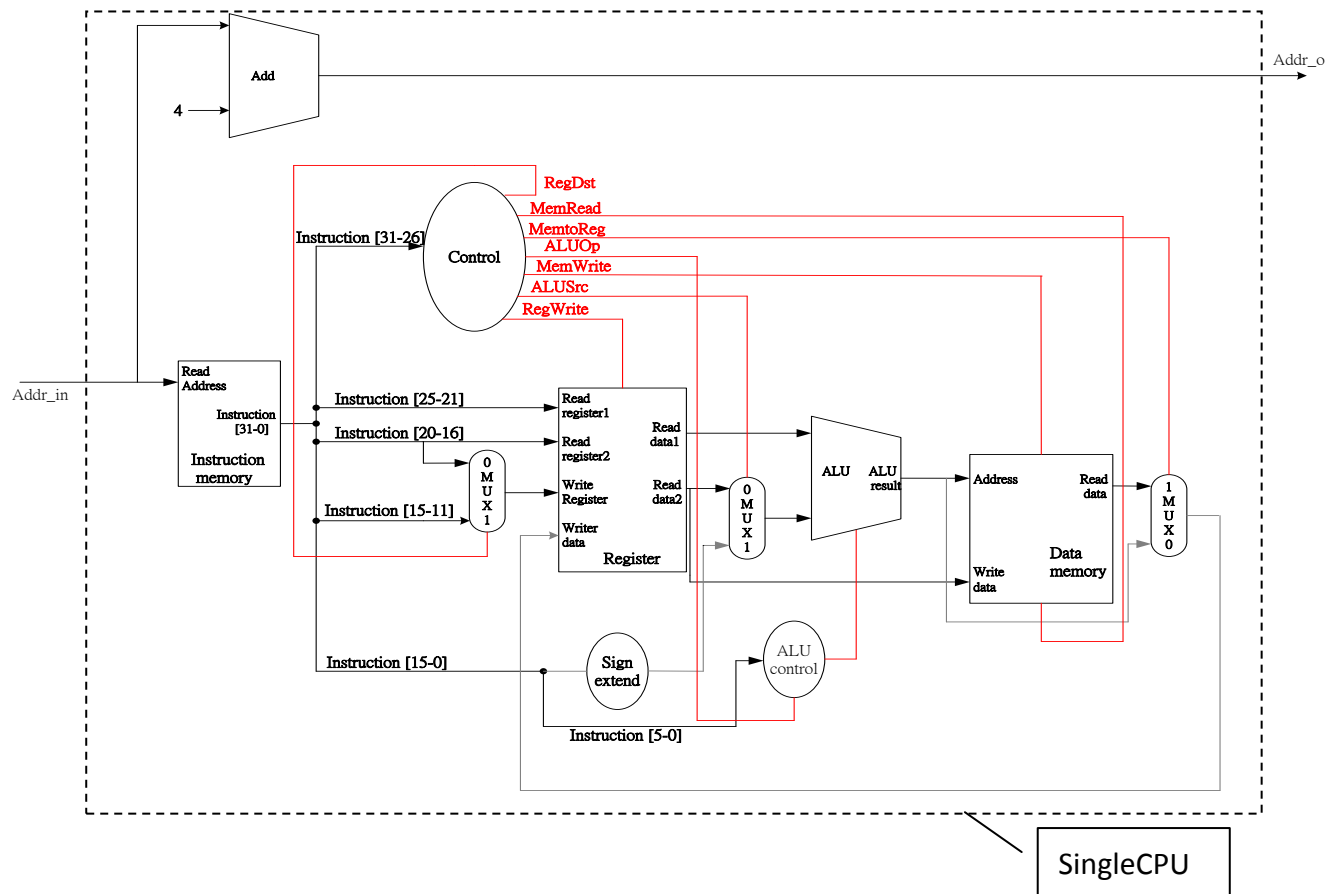 Add
Addr_o
4
RegDst
MemRead
MemtoReg
ALUOp
MemWrite
ALUSrc
RegWrite
Instruction [31-26]
Control
Addr_in
Read
Address
Instruction
[31-0]
Instruction
memory
Instruction [25-21]
Instruction [20-16]
Instruction [15-11]
0
M
U
X
1
Read
register1
Read
register2
Write
Register
Writer
data
Read
data1
Read
data2
Register
0
M
U
X
1
ALU
ALU
result
Address
Read
data
Write
data
Data
memory
1
M
U
X
0
Instruction [15-0]
Sign
extend
ALU
control
Instruction [5-0]
SingleCPU